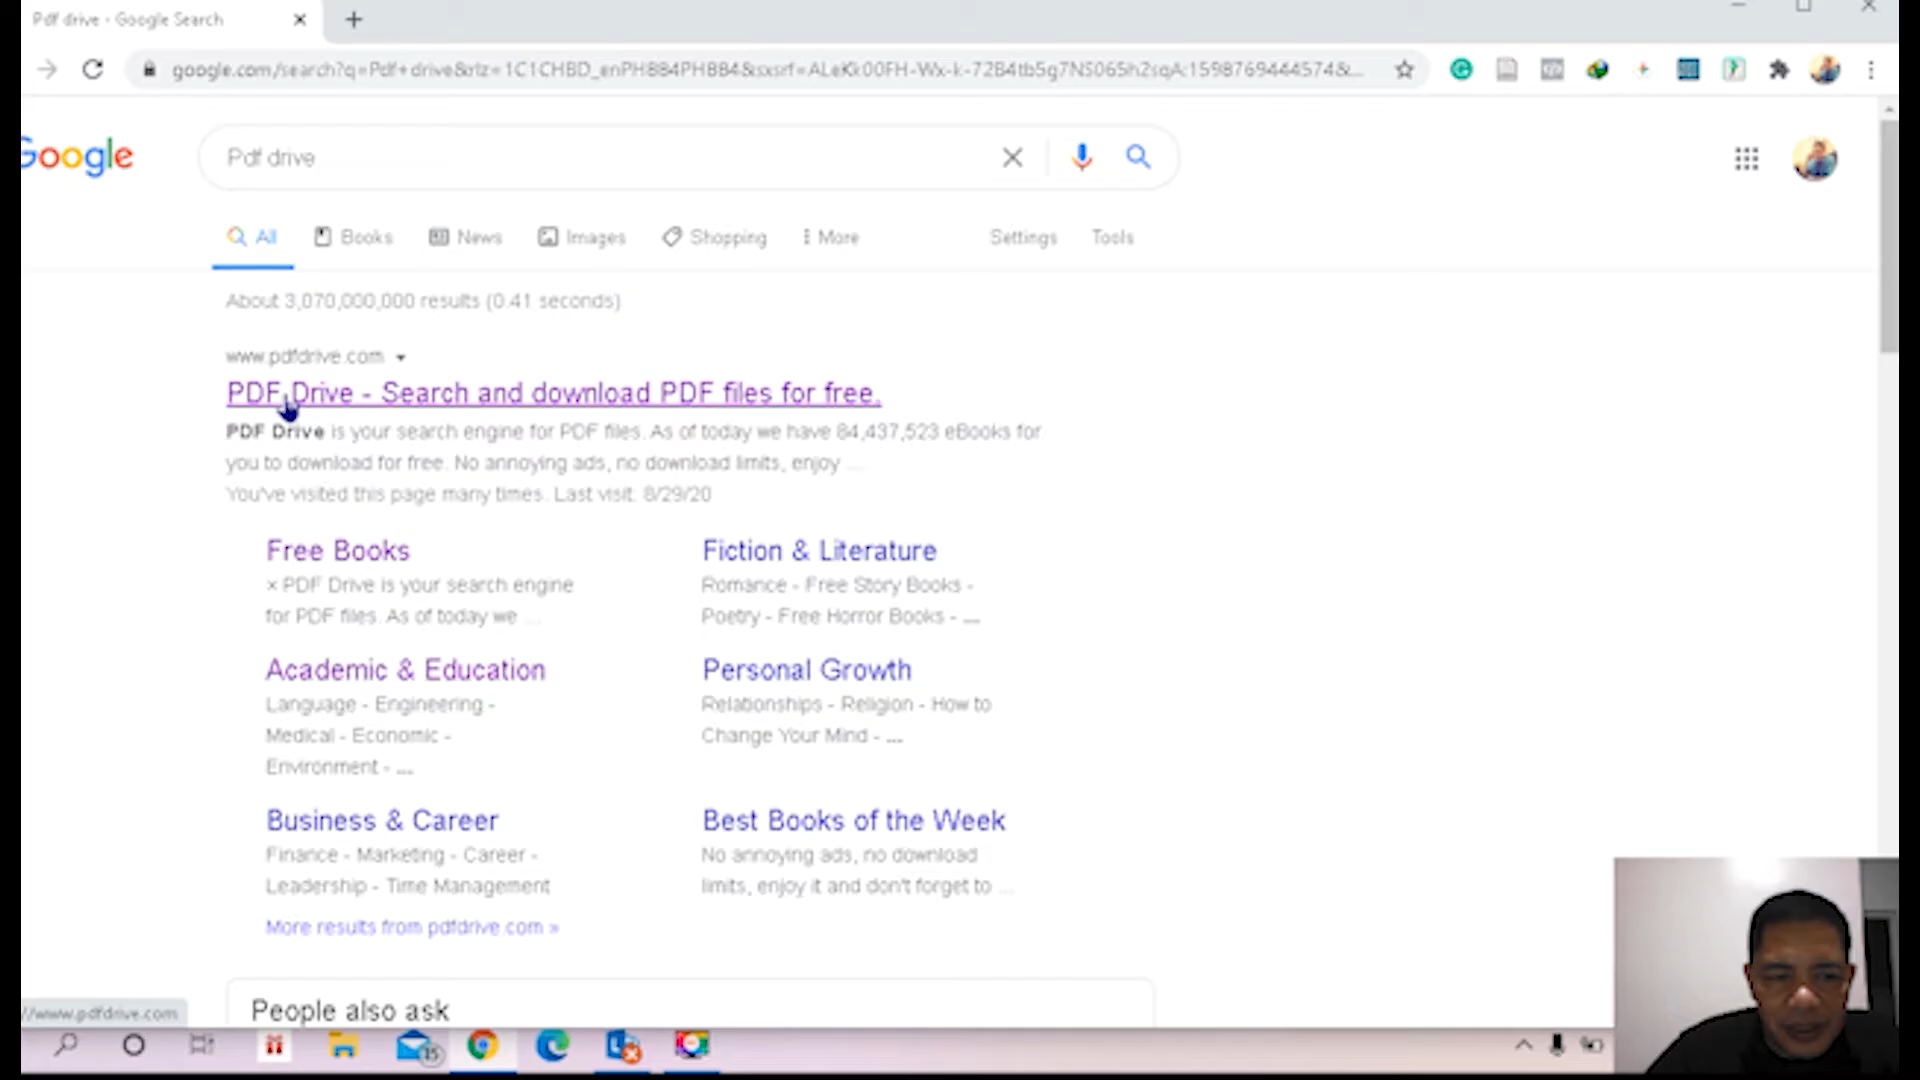 Pdf drive - Google Search
google.com/search?q=Pdf+drive&rlz=1C1CHBD_enPH884PH884&sxsrf=ALeKk00FH-Wx-k-72B4tb5g7NS065h2sqA:1598769444574&...
Google
Pdf drive
All Books News Images Shopping More Settings Tools
About 3,070,000,000 results (0.41 seconds)
www.pdfdrive.com
PDF Drive - Search and download PDF files for free.
PDF Drive is your search engine for PDF files. As of today we have 84,437,523 eBooks for
you to download for free. No annoying ads, no download limits, enjoy ...
You've visited this page many times. Last visit: 8/29/20
Free Books
× PDF Drive is your search engine
for PDF files. As of today we ...
Fiction & Literature
Romance - Free Story Books -
Poetry - Free Horror Books - ...
Academic & Education
Language - Engineering -
Medical - Economic -
Environment - ...
Personal Growth
Relationships - Religion - How to
Change Your Mind - ...
Business & Career
Finance - Marketing - Career -
Leadership - Time Management
Best Books of the Week
No annoying ads, no download
limits, enjoy it and don't forget to ...
More results from pdfdrive.com »
People also ask
//www.pdfdrive.com
15